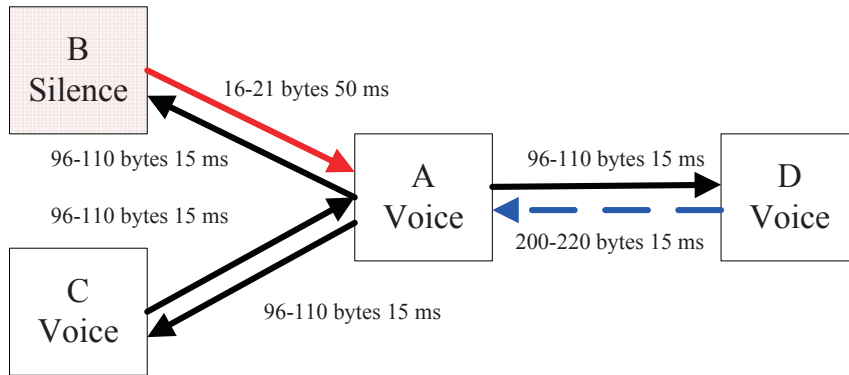 B
Silence
16-21 bytes 50 ms
96-110 bytes 15 ms
A
Voice
96-110 bytes 15 ms
D
Voice
200-220 bytes 15 ms
96-110 bytes 15 ms
C
Voice
96-110 bytes 15 ms